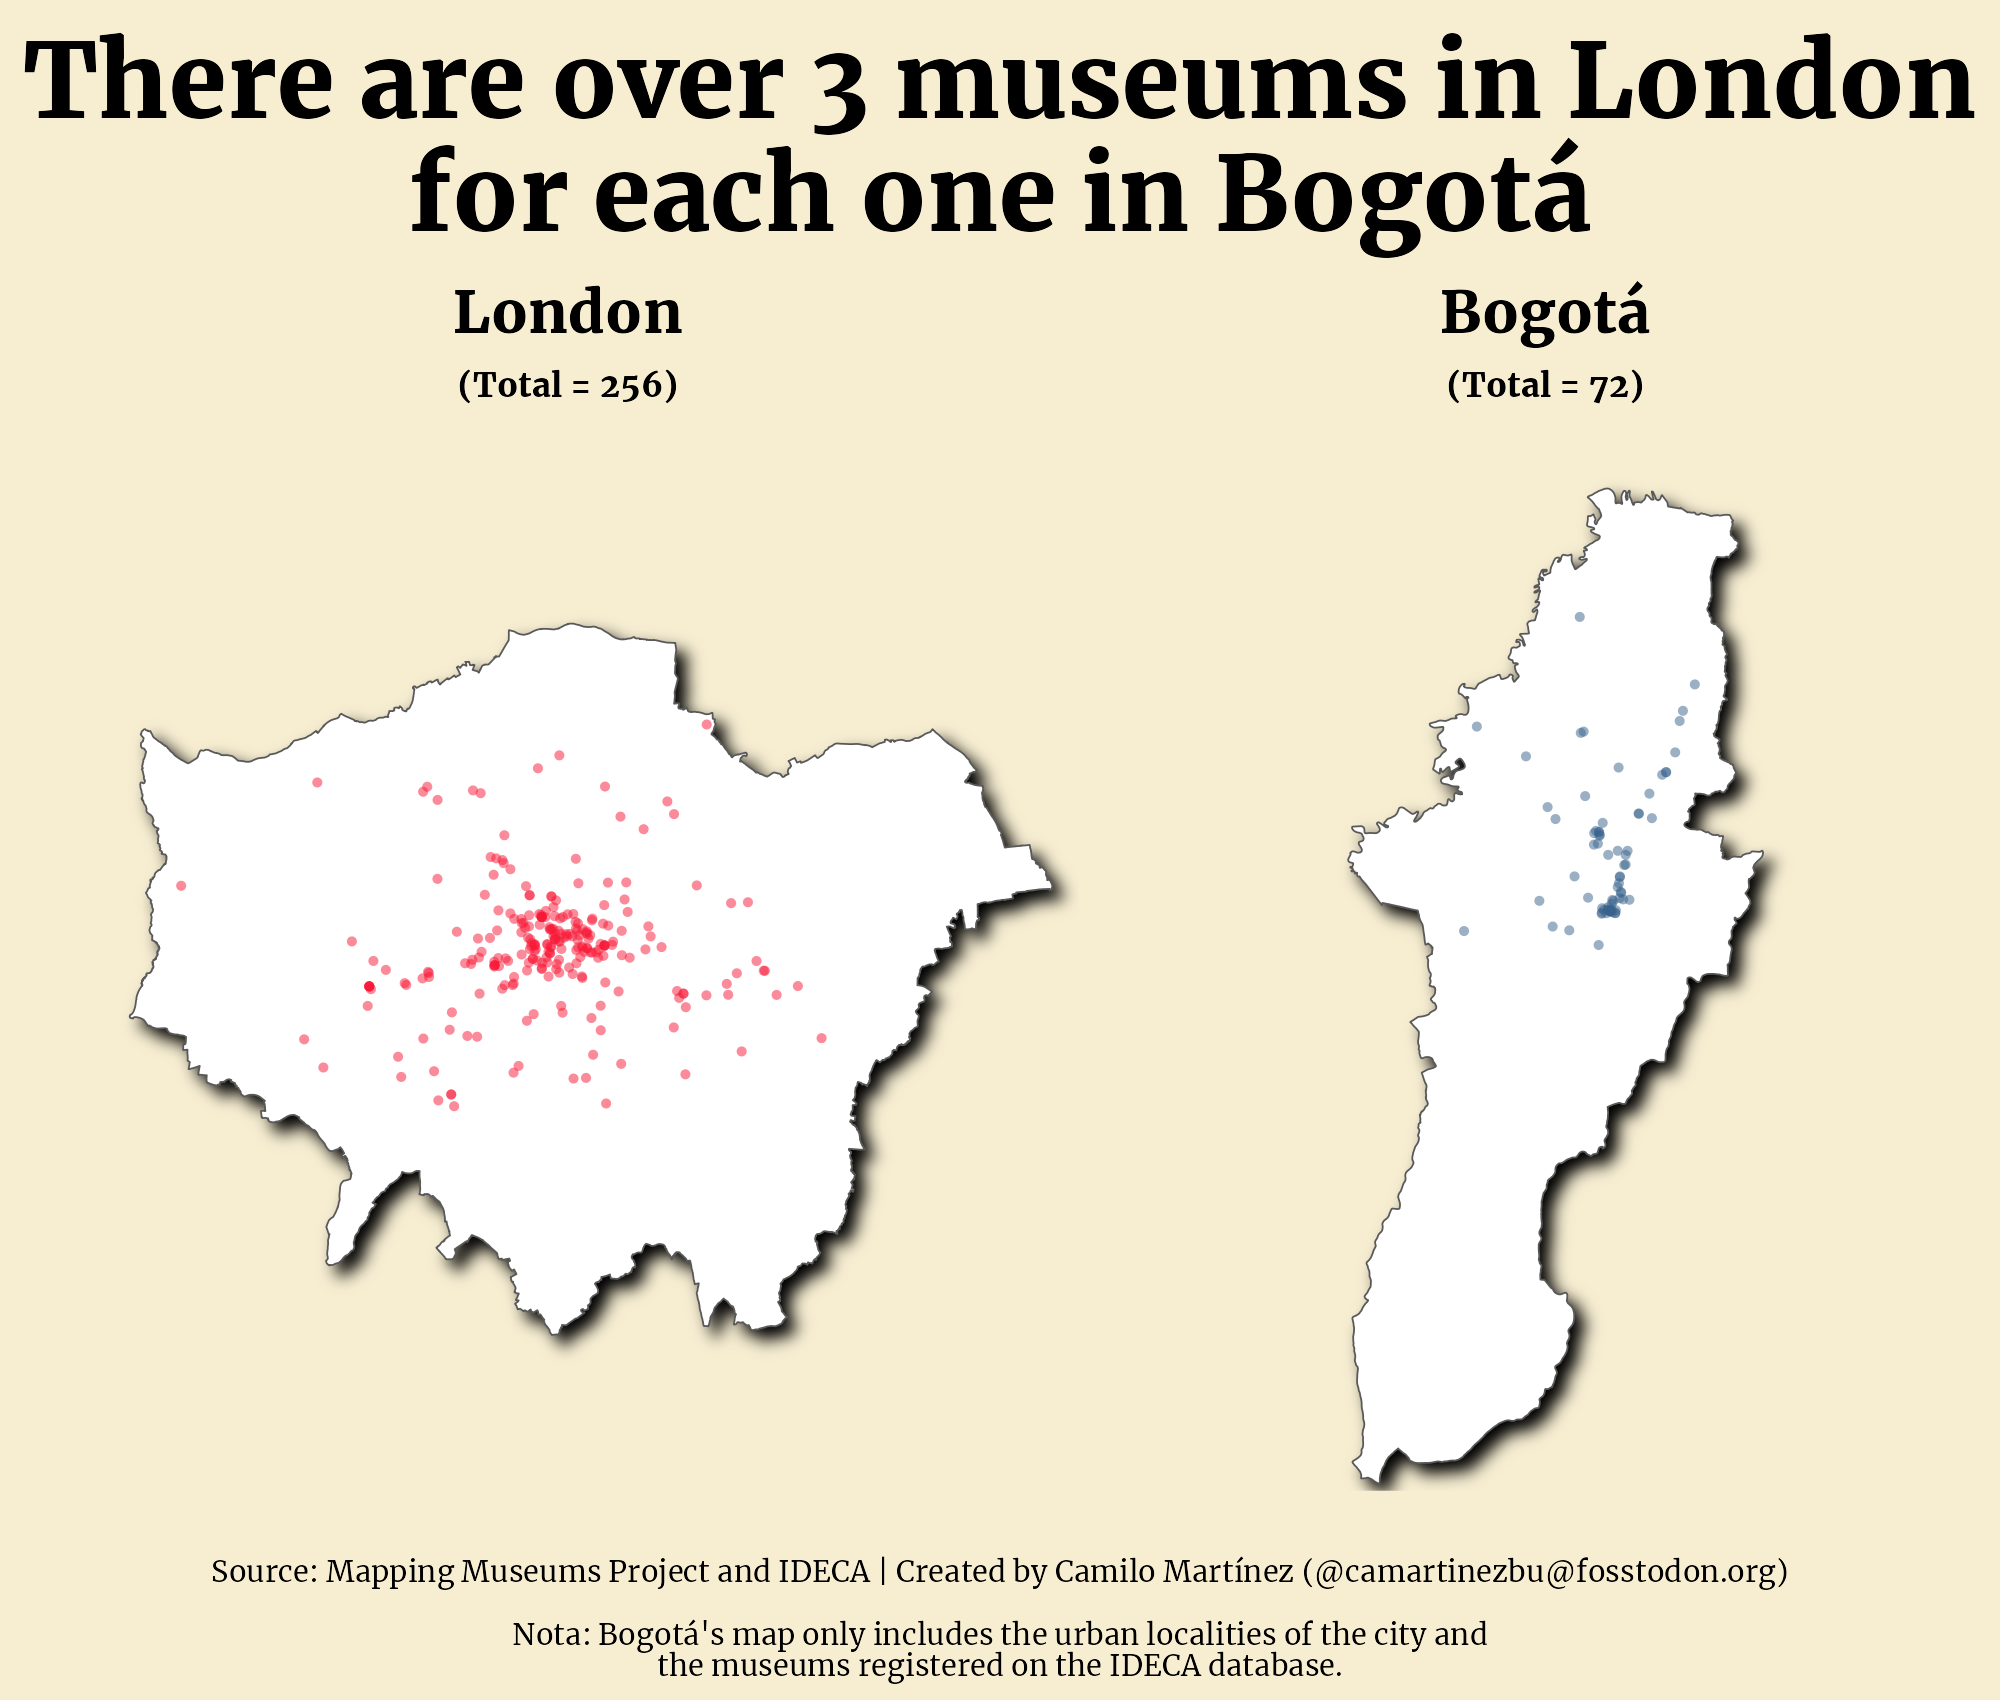 There are over 3 museums in London
for each one in Bogotá
London
(Total = 256)
Bogotá
(Total = 72)
Source: Mapping Museums Project and IDECA | Created by Camilo Martínez (@camartinezbu@fosstodon.org)
Nota: Bogotá's map only includes the urban localities of the city and
the museums registered on the IDECA database.